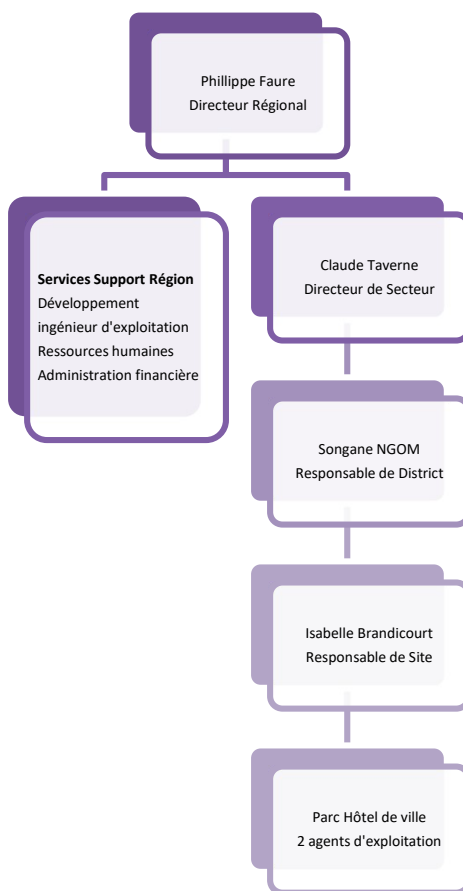 Phillippe Faure
Directeur Régional
Services Support Région
Développement
ingénieur d'exploitation
Ressources humaines
Administration financière
Claude Taverne
Directeur de Secteur
Songane NGOM
Responsable de District
Isabelle Brandicourt
Responsable de Site
Parc Hôtel de ville
2 agents d'exploitation